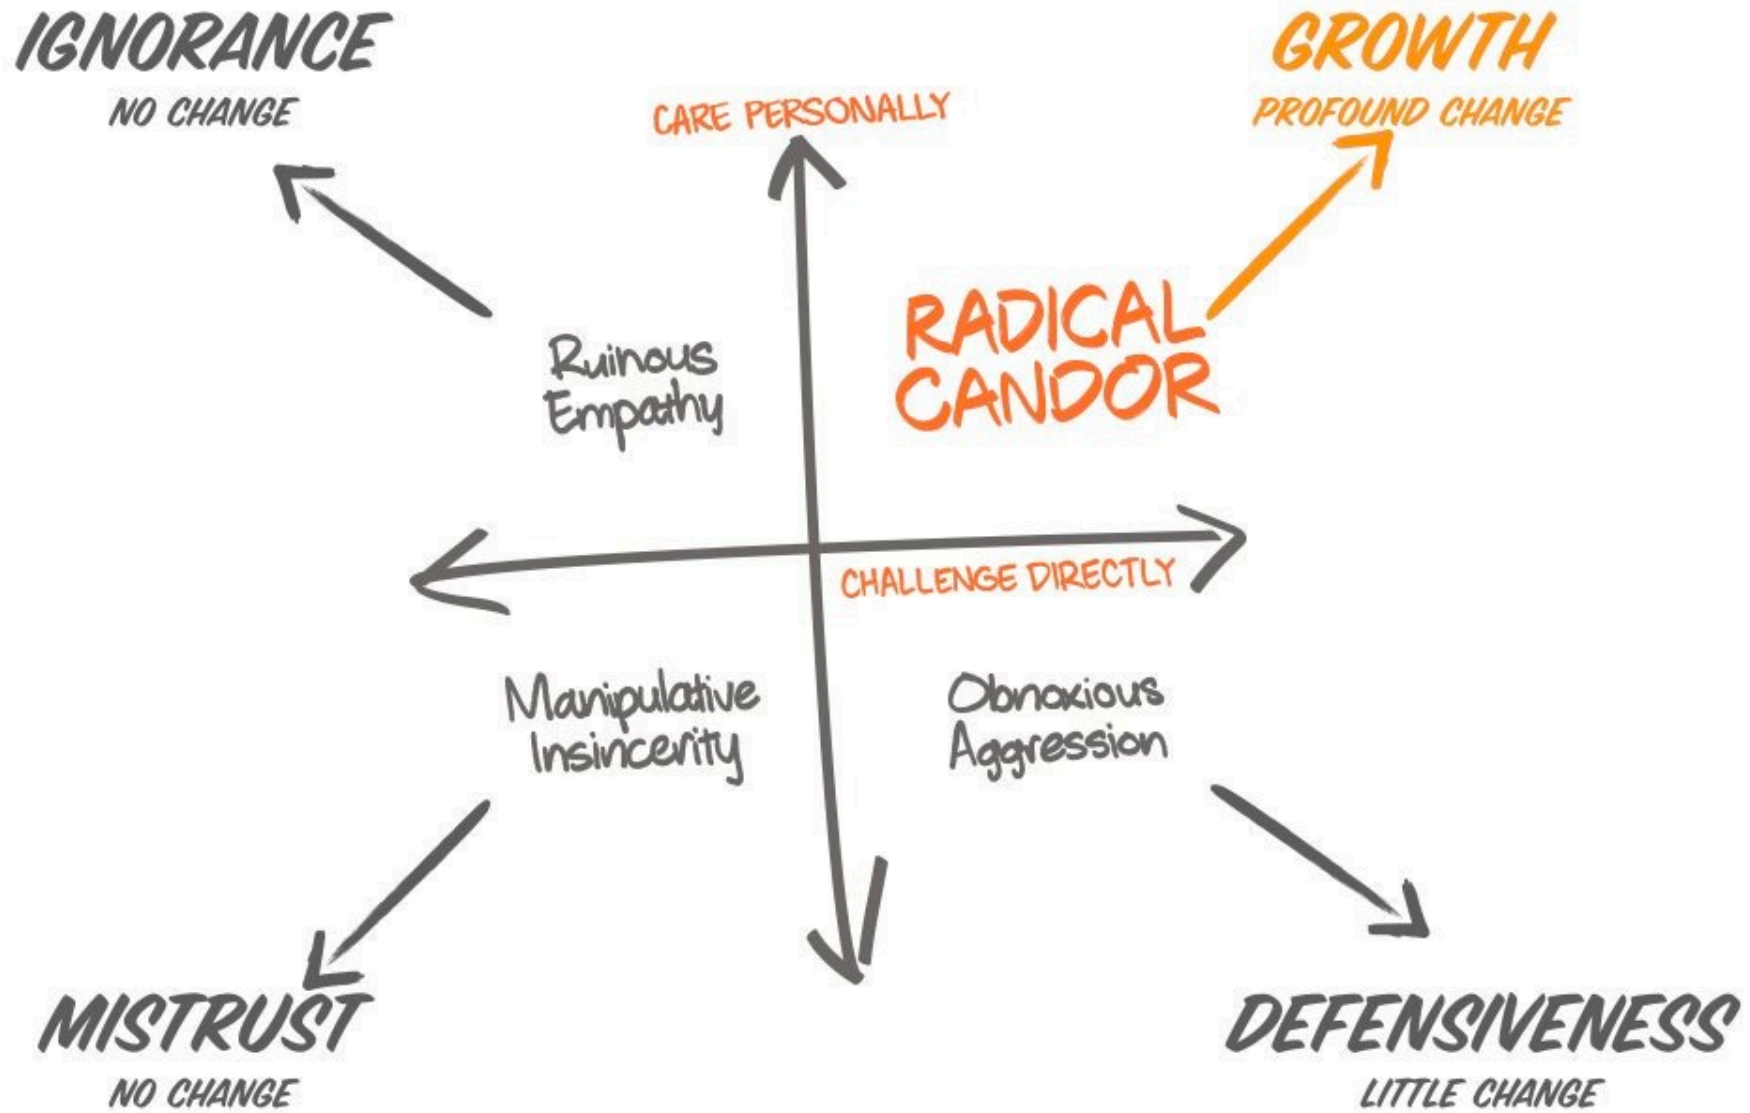 IGNORANCE
NO CHANGE
GROWTH
PROFOUND CHANGE
CARE PERSONALLY
Ruinous
Empathy
RADICAL
CANDOR
CHALLENGE DIRECTLY
Manipulative
Insincerity
Obnoxious
Aggression
MISTRUST
NO CHANGE
DEFENSIVENESS
LITTLE CHANGE